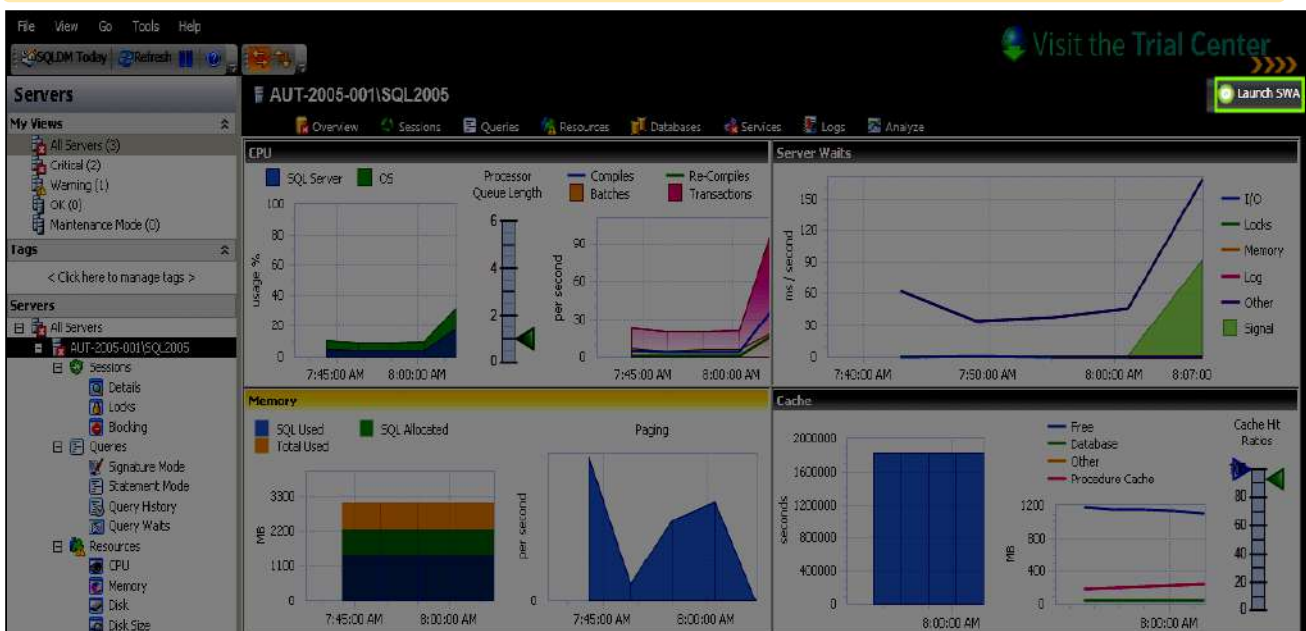 File View Go Tools Help
SQLDM Today Refresh
Visit the Trial Center
Servers
AUT-2005-001\SQL2005
Launch SWA
My Views
Overview Sessions Queries Resources Databases Services Logs Analyze
All Servers (3)
Critical (2)
Warning (1)
OK (0)
Maintenance Mode (0)
Tags
< Click here to manage tags >
Servers
All Servers
AUT-2005-001\SQL2005
Sessions
Details
Locks
Blocking
Queries
Signature Mode
Statement Mode
Query History
Query Waits
Resources
CPU
Memory
Disk
Disk Size
CPU
SQL Server OS
Processor
Queue Length
Compiles Re-Compiles
Batches Transactions
100
80
60
40
20
0
usage %
7:45:00 AM 8:00:00 AM
6
4
2
0
90
60
30
0
per second
7:45:00 AM 8:00:00 AM
Server Waits
150
120
90
60
30
0
ms / second
7:40:00 AM 7:50:00 AM 8:00:00 AM 8:07:00
I/O
Locks
Memory
Log
Other
Signal
Memory
SQL Used SQL Allocated
Total Used
Paging
3300
2200
1100
0
MB
7:45:00 AM 8:00:00 AM
per second
0
7:45:00 AM 8:00:00 AM
Cache
2000000
1600000
1200000
800000
400000
0
seconds
8:00:00 AM
Free
Database
Other
Procedure Cache
1200
800
400
0
MB
8:00:00 AM
Cache Hit
Ratios
80
60
40
20
0